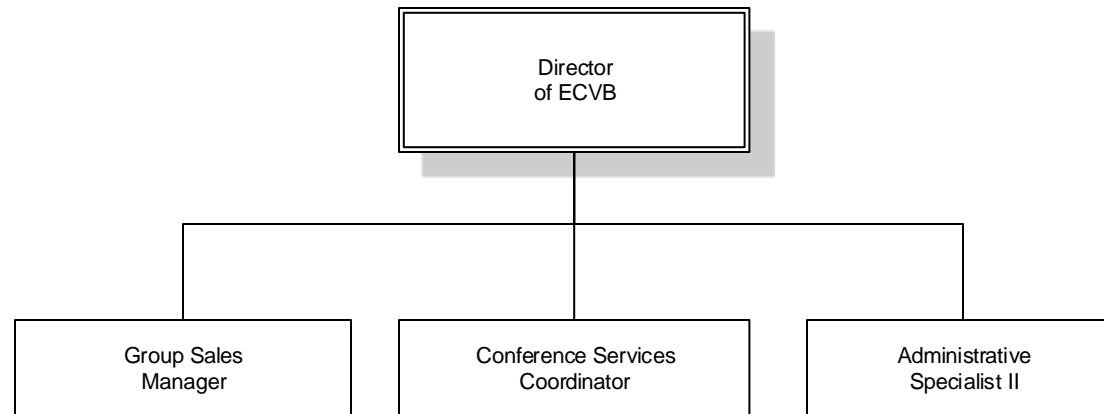 Director
of ECVB
Group Sales
Manager
Conference Services
Coordinator
Administrative
Specialist II